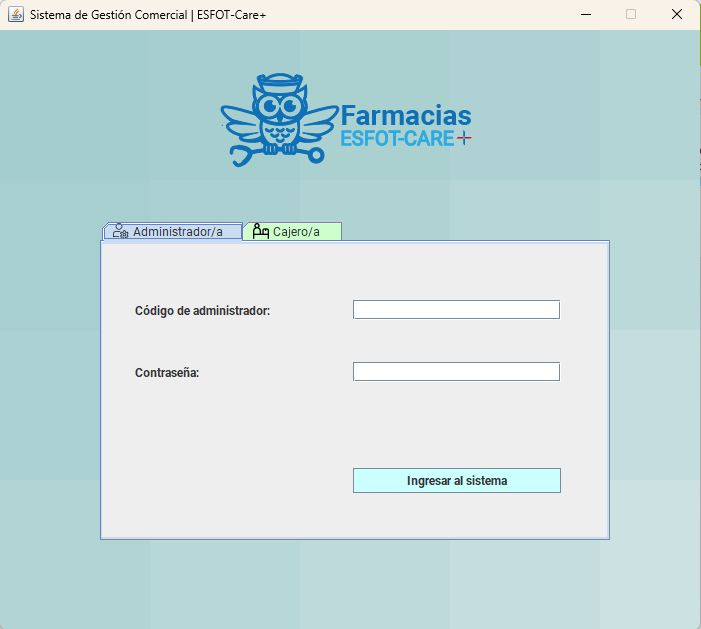 Sistema de Gestión Comercial | ESFOT-Care+
Farmacias
ESFOT-CARE+
Administrador/a
Cajero/a
Código de administrador:
Contraseña:
Ingresar al sistema